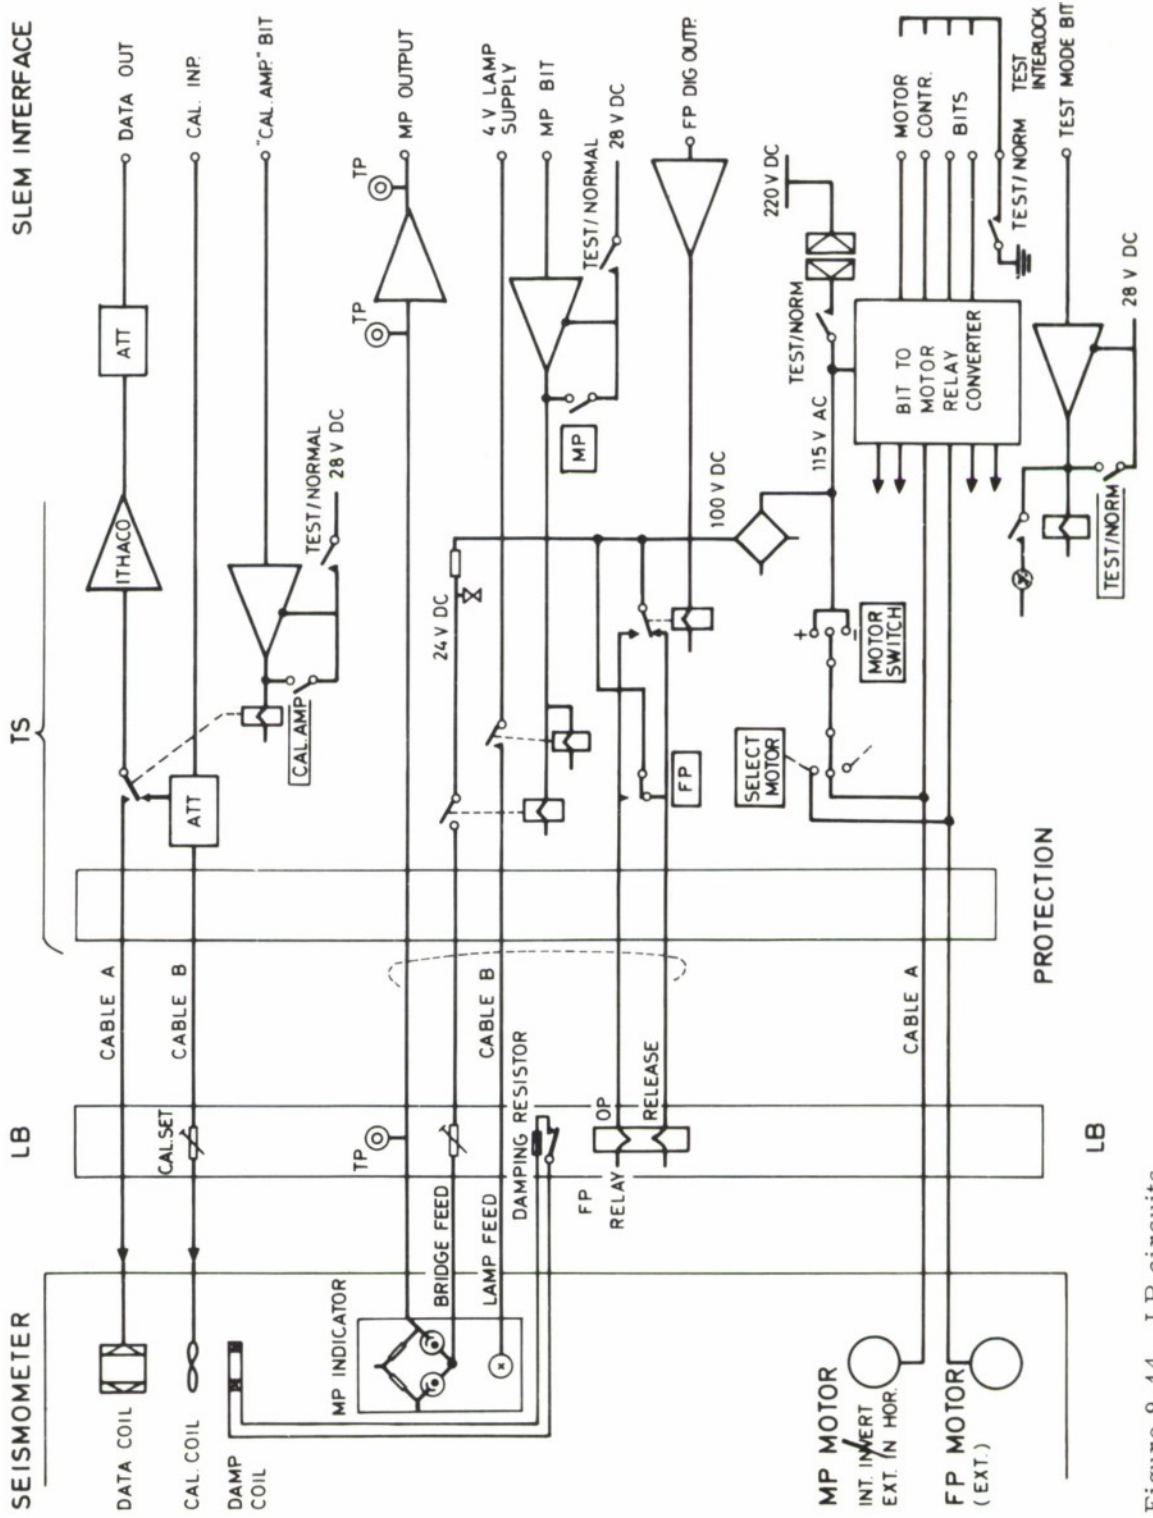 SEISMOMETER
LB
TS
SLEM INTERFACE
DATA COIL
CABLE A
ITHACO
ATT
DATA OUT
CAL. COIL
CAL.SET
CABLE B
ATT
CAL. INP.
DAMP
COIL
CAL.AMP
TEST/NORMAL
28 V DC
"CAL.AMP." BIT
MP INDICATOR
TP
TP
TP
MP OUTPUT
BRIDGE FEED
24V DC
LAMP FEED
CABLE B
4 V LAMP
SUPPLY
DAMPING RESISTOR
MP
TEST/NORMAL
28 V DC
MP BIT
FP
RELAY
OP
RELEASE
FP
100 V DC
FP DIG OUTP.
SELECT
MOTOR
MOTOR
SWITCH
+
-
115V AC
TEST/NORM
220V DC
MP MOTOR
INT. IN VERT
EXT. IN HOR.
CABLE A
BIT TO
MOTOR
RELAY
CONVERTER
MOTOR
CONTR.
BITS
FP MOTOR
(EXT.)
TEST/NORM
TEST
INTERLOCK
PROTECTION
TEST/NORM
28 V DC
TEST MODE BIT
LB